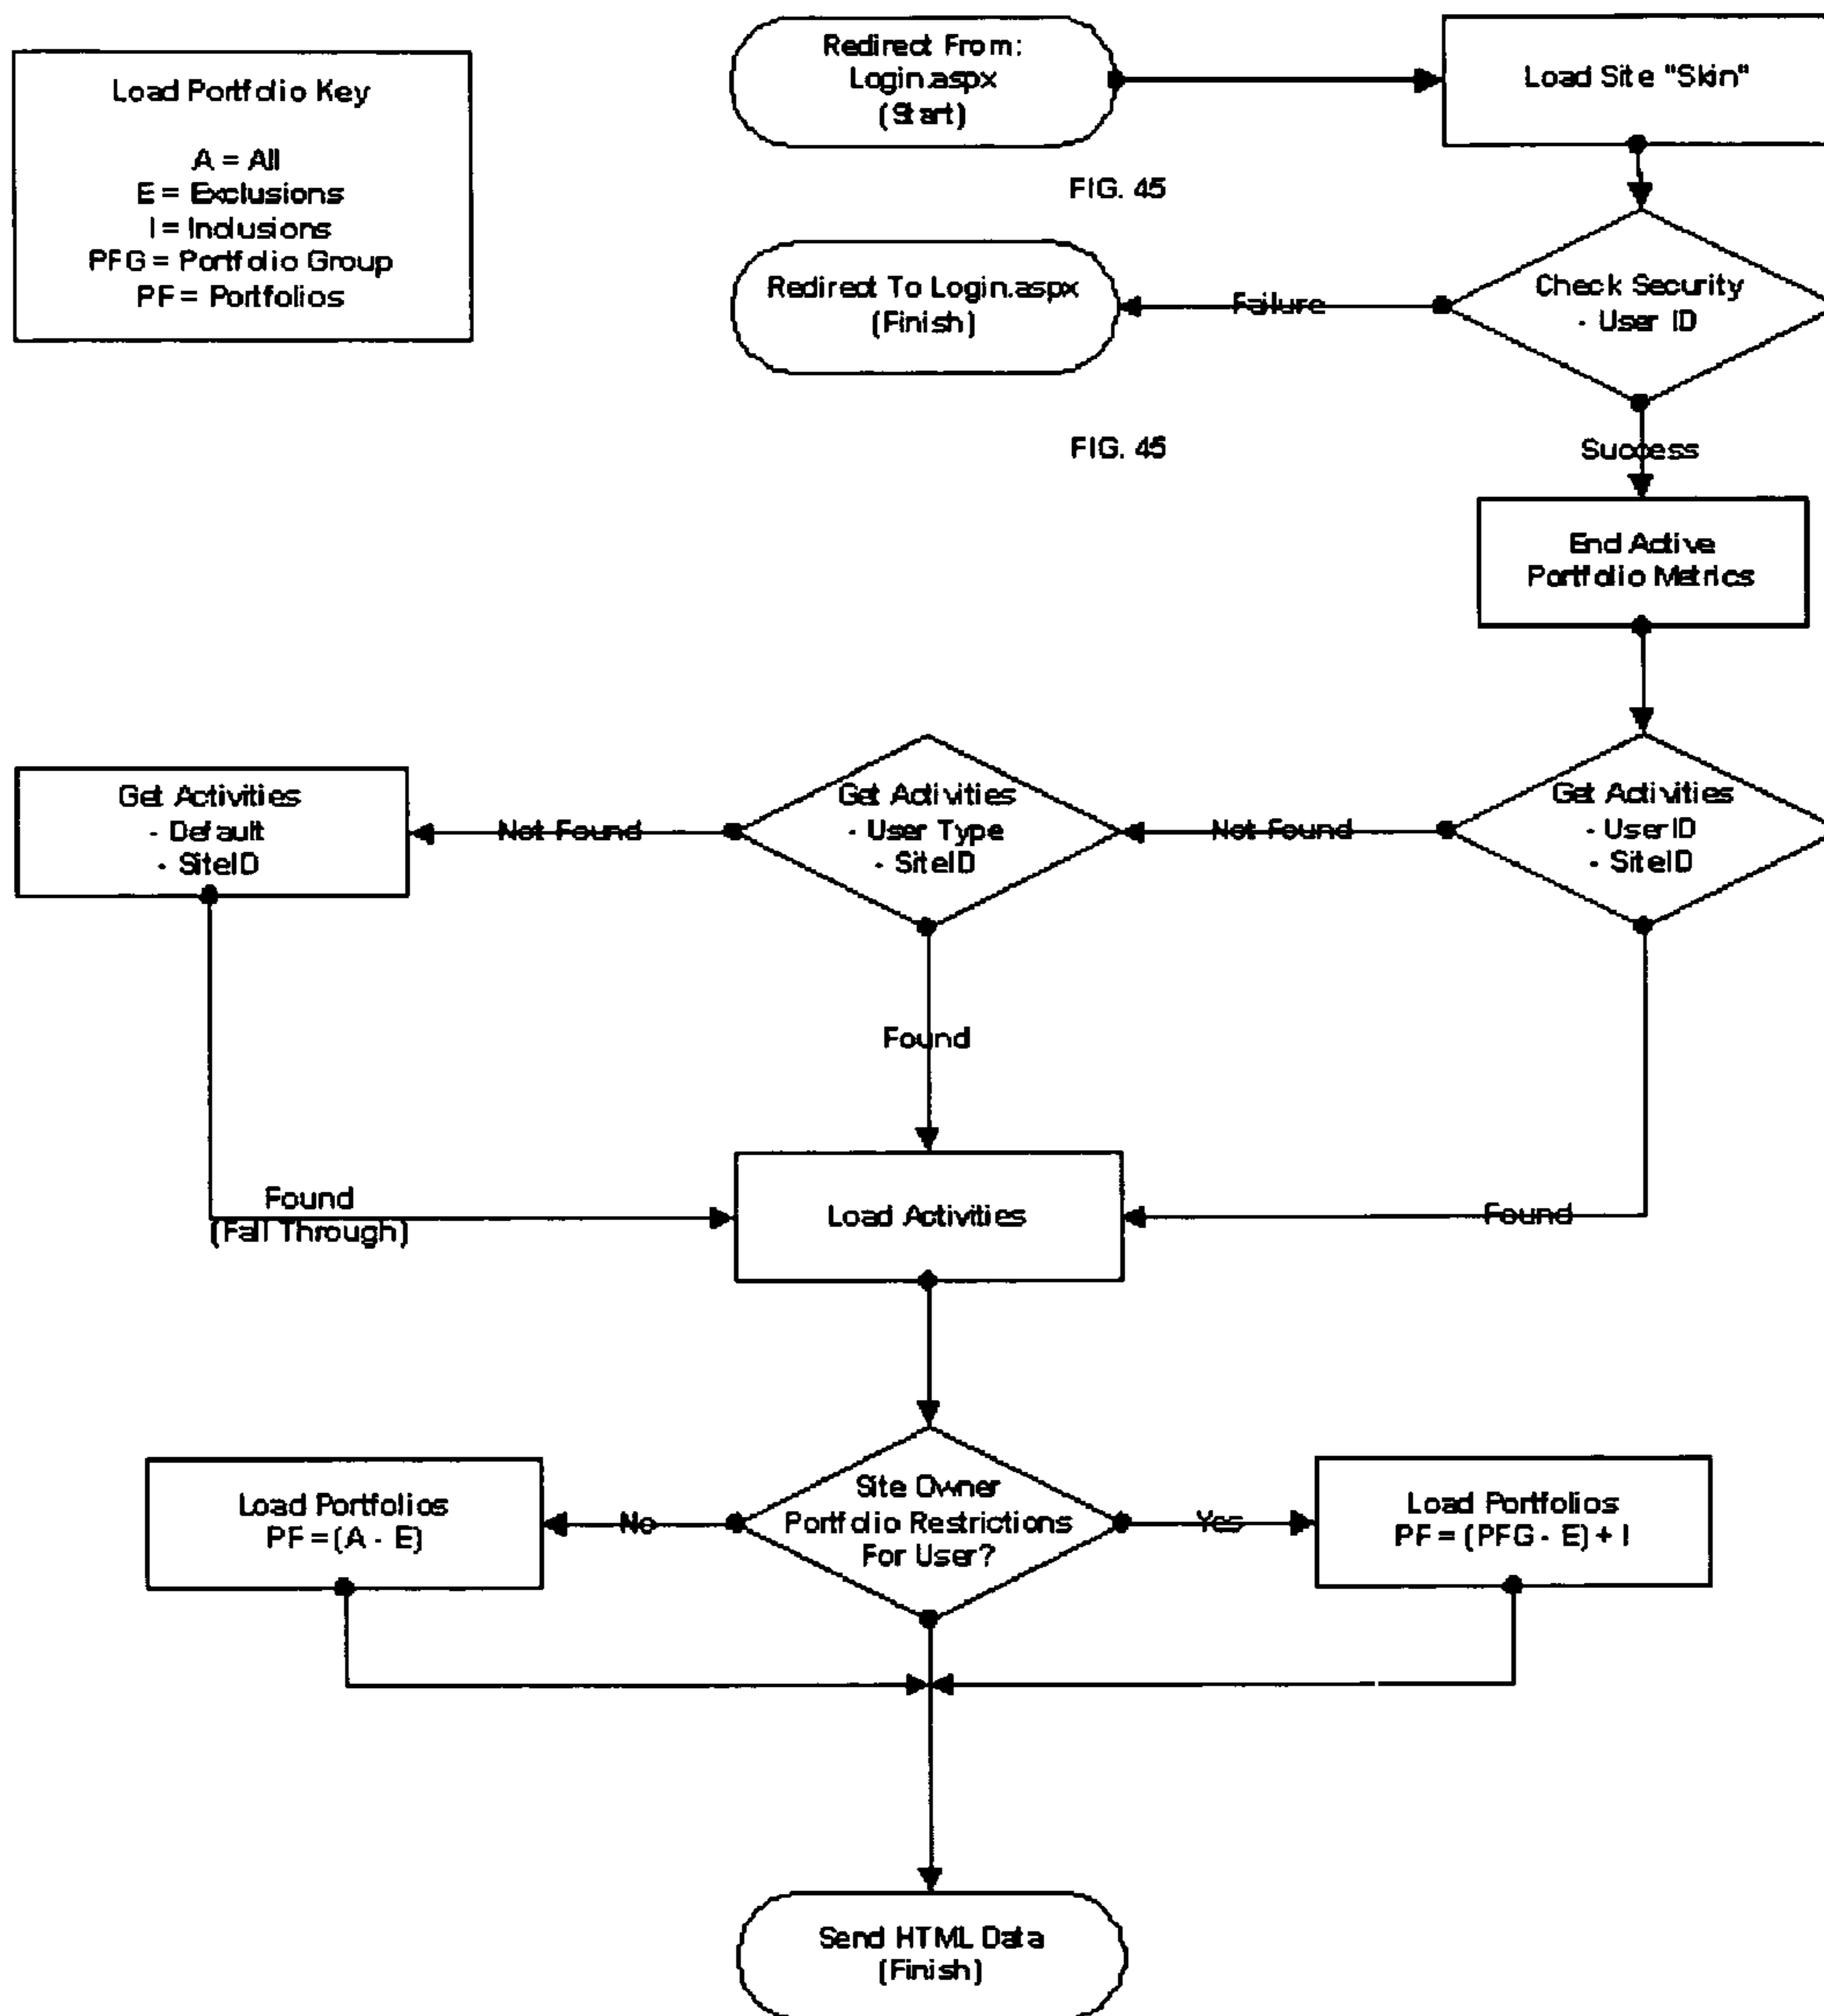 Load Portfolio Key
A = All
E = Exclusions
I = Inclusions
PFG = Portfolio Group
PF = Portfolios
Redirect From:
Login.aspx
(Start)
Load Site "Skin"
FIG. 45
Redirect To Login.aspx
(Finish)
Failure
Check Security
- User ID
FIG. 45
Success
End Active
Portfolio Metrics
Get Activities
- Default
- SiteID
Not Found
Get Activities
- User Type
- SiteID
Not Found
Get Activities
- UserID
- SiteID
Found
Found
(Fall Through)
Load Activities
Found
Load Portfolios
PF = (A - E)
No
Site Owner
Portfolio Restrictions
For User?
Yes
Load Portfolios
PF = (PFG - E) + I
Send HTML Data
(Finish)